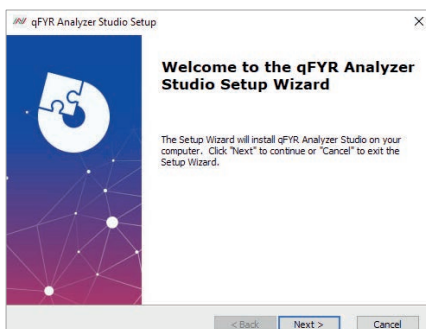 qFYR Analyzer Studio Setup
Welcome to the qFYR Analyzer
Studio Setup Wizard
The Setup Wizard will install qFYR Analyzer Studio on your
computer. Click "Next" to continue or "Cancel" to exit the
Setup Wizard.
< Back Next > Cancel